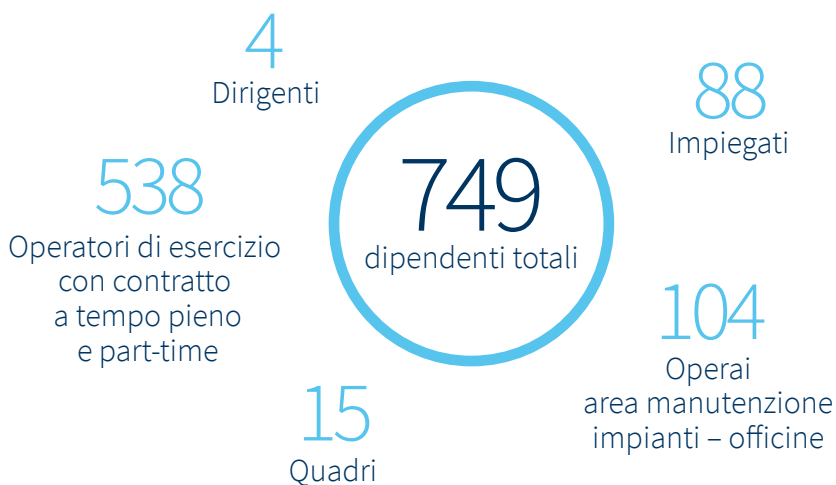 4
Dirigenti
88
Impiegati
538
Operatori di esercizio
con contratto
a tempo pieno
e part-time
749
dipendenti totali
104
Operai
area manutenzione
impianti – officine
15
Quadri